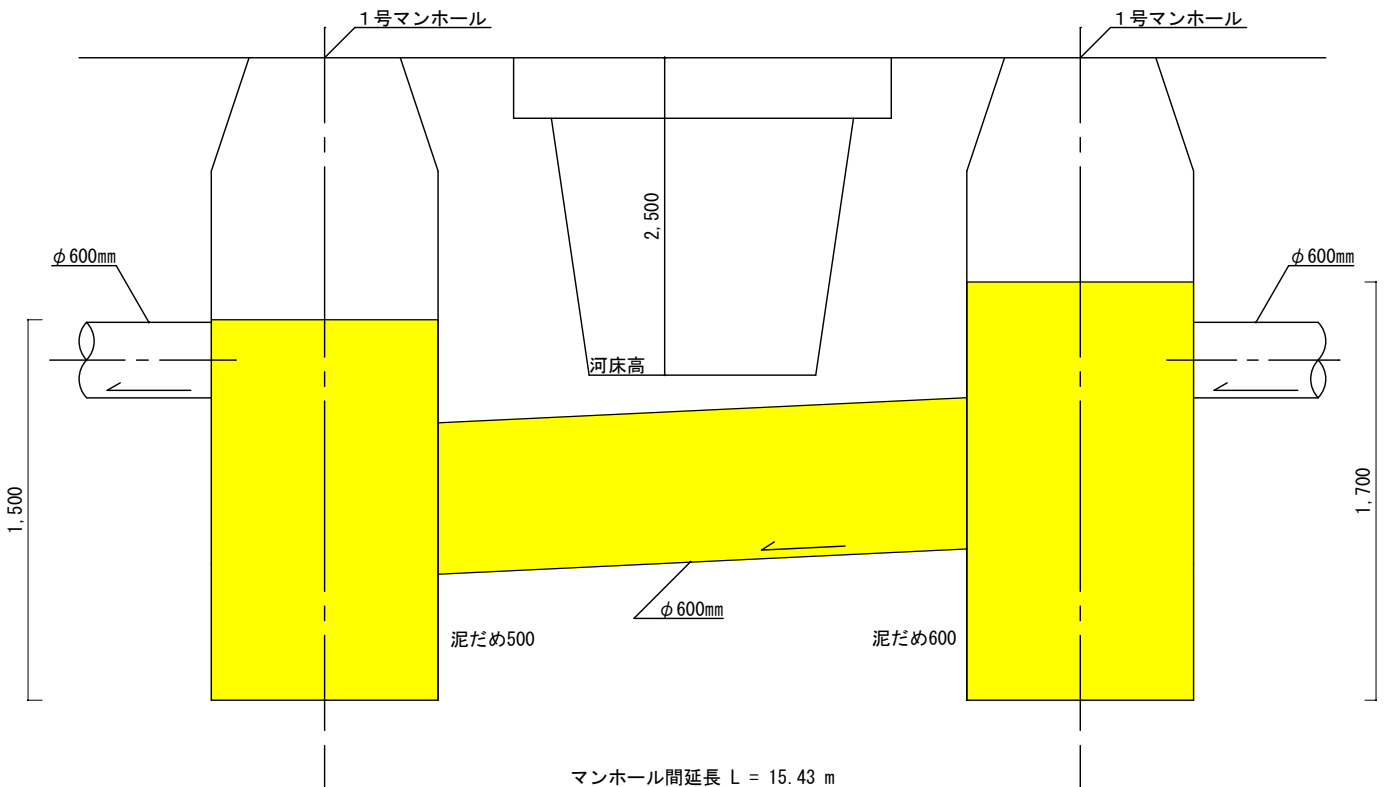 1号マンホール
1号マンホール
2,500
φ600mm
φ600mm
河床高
1,500
1,700
φ600mm
泥だめ500
泥だめ600
マンホール間延長 L = 15.43 m